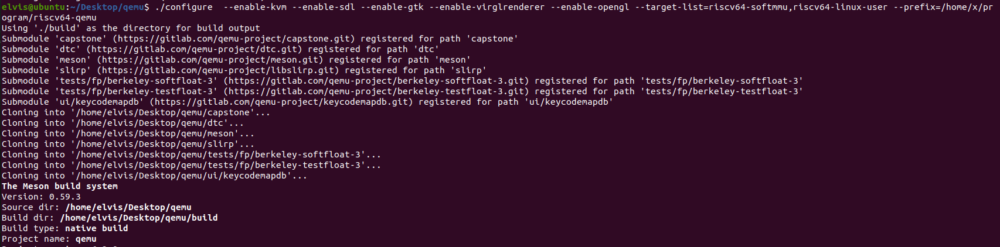 elvis@ubuntu:~/Desktop/qemu$ ./configure  --enable-kvm --enable-sdl --enable-gtk --enable-virglrenderer --enable-opengl --target-list=riscv64-softmmu,riscv64-linux-user --prefix=/home/x/pr
ogram/riscv64-qemu
Using './build' as the directory for build output
Submodule 'capstone' (https://gitlab.com/qemu-project/capstone.git) registered for path 'capstone'
Submodule 'dtc' (https://gitlab.com/qemu-project/dtc.git) registered for path 'dtc'
Submodule 'meson' (https://gitlab.com/qemu-project/meson.git) registered for path 'meson'
Submodule 'slirp' (https://gitlab.com/qemu-project/libslirp.git) registered for path 'slirp'
Submodule 'tests/fp/berkeley-softfloat-3' (https://gitlab.com/qemu-project/berkeley-softfloat-3.git) registered for path 'tests/fp/berkeley-softfloat-3'
Submodule 'tests/fp/berkeley-testfloat-3' (https://gitlab.com/qemu-project/berkeley-testfloat-3.git) registered for path 'tests/fp/berkeley-testfloat-3'
Submodule 'ui/keycodemapdb' (https://gitlab.com/qemu-project/keycodemapdb.git) registered for path 'ui/keycodemapdb'
Cloning into '/home/elvis/Desktop/qemu/capstone'...
Cloning into '/home/elvis/Desktop/qemu/dtc'...
Cloning into '/home/elvis/Desktop/qemu/meson'...
Cloning into '/home/elvis/Desktop/qemu/slirp'...
Cloning into '/home/elvis/Desktop/qemu/tests/fp/berkeley-softfloat-3'...
Cloning into '/home/elvis/Desktop/qemu/tests/fp/berkeley-testfloat-3'...
Cloning into '/home/elvis/Desktop/qemu/ui/keycodemapdb'...
The Meson build system
Version: 0.59.3
Source dir: /home/elvis/Desktop/qemu
Build dir: /home/elvis/Desktop/qemu/build
Build type: native build
Project name: qemu